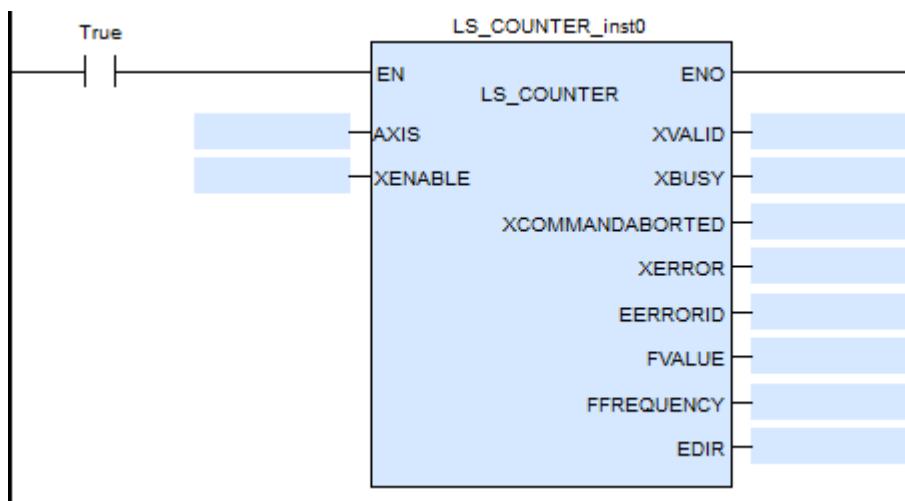 True
LS_COUNTER_inst0
EN
ENO
LS_COUNTER
AXIS
XVALID
XENABLE
XBUSY
XCOMMANDABORTED
XERROR
EERRORID
FVALUE
FFREQUENCY
EDIR